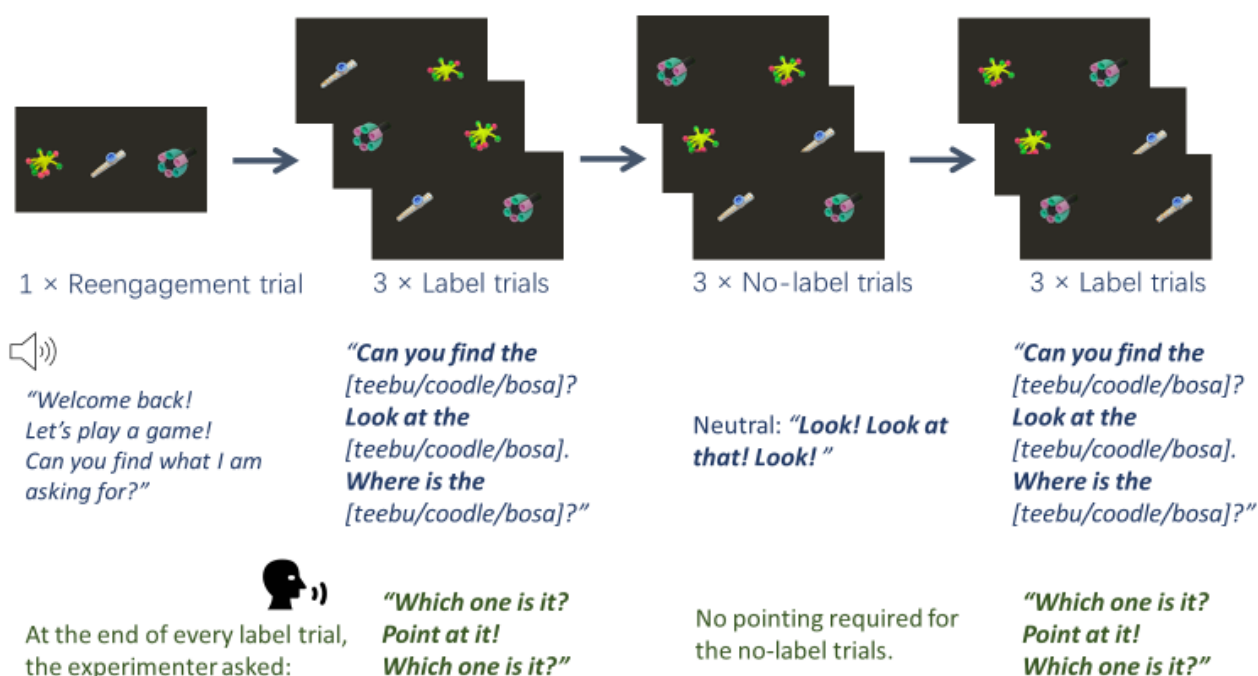 1 × Reengagement trial
3 × Label trials
3 × No-label trials
3 × Label trials
“Welcome back!
Let’s play a game!
Can you find what I am
asking for?”
“Can you find the
[teebu/coodle/bosa]?
Look at the
[teebu/coodle/bosa].
Where is the
[teebu/coodle/bosa]?”
Neutral: “Look! Look at
that! Look! ”
“Can you find the
[teebu/coodle/bosa]?
Look at the
[teebu/coodle/bosa].
Where is the
[teebu/coodle/bosa]?”
At the end of every label trial,
the experimenter asked:
“Which one is it?
Point at it!
Which one is it?”
No pointing required for
the no-label trials.
“Which one is it?
Point at it!
Which one is it?”